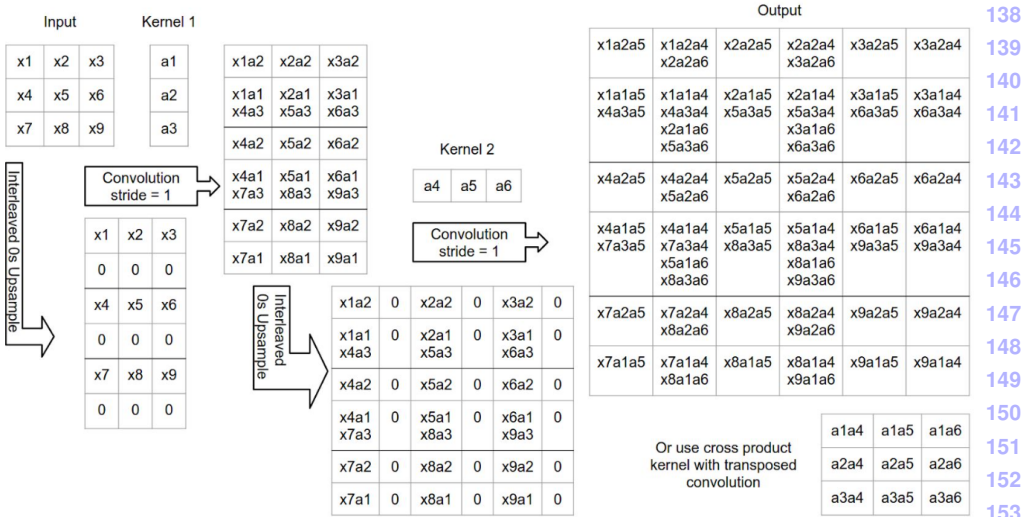 Input
x1 x2 x3
x4 x5 x6
x7 x8 x9
Kernel 1
a1
a2
a3
Interleaved 0s Upsample
x1 x2 x3
0 0 0
x4 x5 x6
0 0 0
x7 x8 x9
0 0 0
Convolution
stride = 1
x1a2 x2a2 x3a2
x1a1 x2a1 x3a1
x4a3 x5a3 x6a3
x4a2 x5a2 x6a2
x4a1 x5a1 x6a1
x7a3 x8a3 x9a3
x7a2 x8a2 x9a2
x7a1 x8a1 x9a1
Interleaved
0s Upsample
x1a2 0 x2a2 0 x3a2 0
x1a1 0 x2a1 0 x3a1 0
x4a3 x5a3 x6a3
x4a2 0 x5a2 0 x6a2 0
x4a1 0 x5a1 0 x6a1 0
x7a3 x8a3 x9a3
x7a2 0 x8a2 0 x9a2 0
x7a1 0 x8a1 0 x9a1 0
Kernel 2
a4 a5 a6
Convolution
stride = 1
Output
x1a2a5 x1a2a4 x2a2a5 x2a2a4 x3a2a5 x3a2a4
x2a2a6 x3a2a6
x1a1a5 x1a1a4 x2a1a5 x2a1a4 x3a1a5 x3a1a4
x4a3a5 x4a3a4 x5a3a5 x5a3a4 x6a3a5 x6a3a4
x2a1a6 x3a1a6
x5a3a6 x6a3a6
x4a2a5 x4a2a4 x5a2a5 x5a2a4 x6a2a5 x6a2a4
x5a2a6 x6a2a6
x4a1a5 x4a1a4 x5a1a5 x5a1a4 x6a1a5 x6a1a4
x7a3a5 x7a3a4 x8a3a5 x8a3a4 x9a3a5 x9a3a4
x5a1a6 x8a1a6
x8a3a6 x9a3a6
x7a2a5 x7a2a4 x8a2a5 x8a2a4 x9a2a5 x9a2a4
x8a2a6 x9a2a6
x7a1a5 x7a1a4 x8a1a5 x8a1a4 x9a1a5 x9a1a4
x8a1a6 x9a1a6
Or use cross product
kernel with transposed
convolution
a1a4 a1a5 a1a6
a2a4 a2a5 a2a6
a3a4 a3a5 a3a6
138
139
140
141
142
143
144
145
146
147
148
149
150
151
152
153